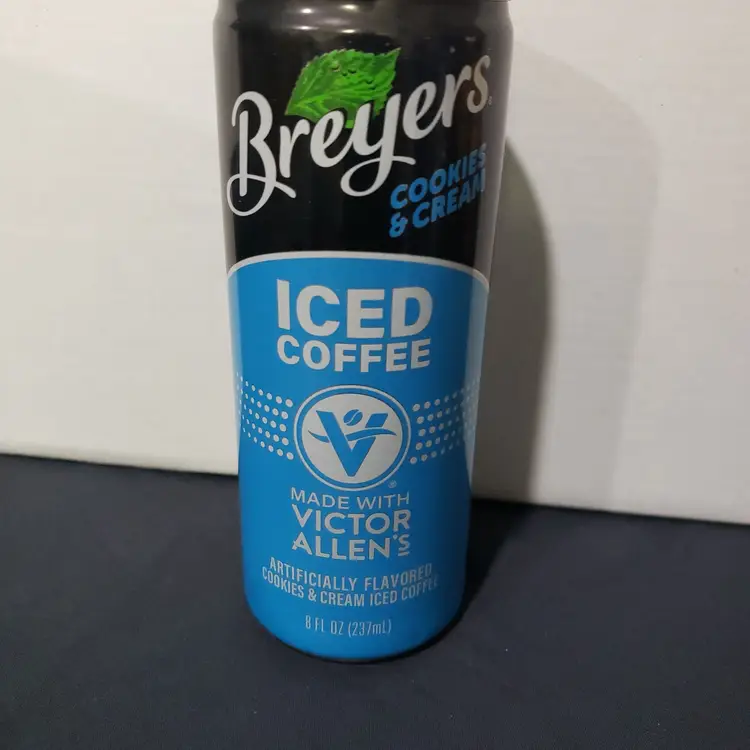 Breyers®
COOKIES
& CREAM
ICED
COFFEE
V
®
MADE WITH
VICTOR
ALLEN'S
ARTIFICIALLY FLAVORED
COOKIES & CREAM ICED COFFEE
8 FL OZ (237mL)